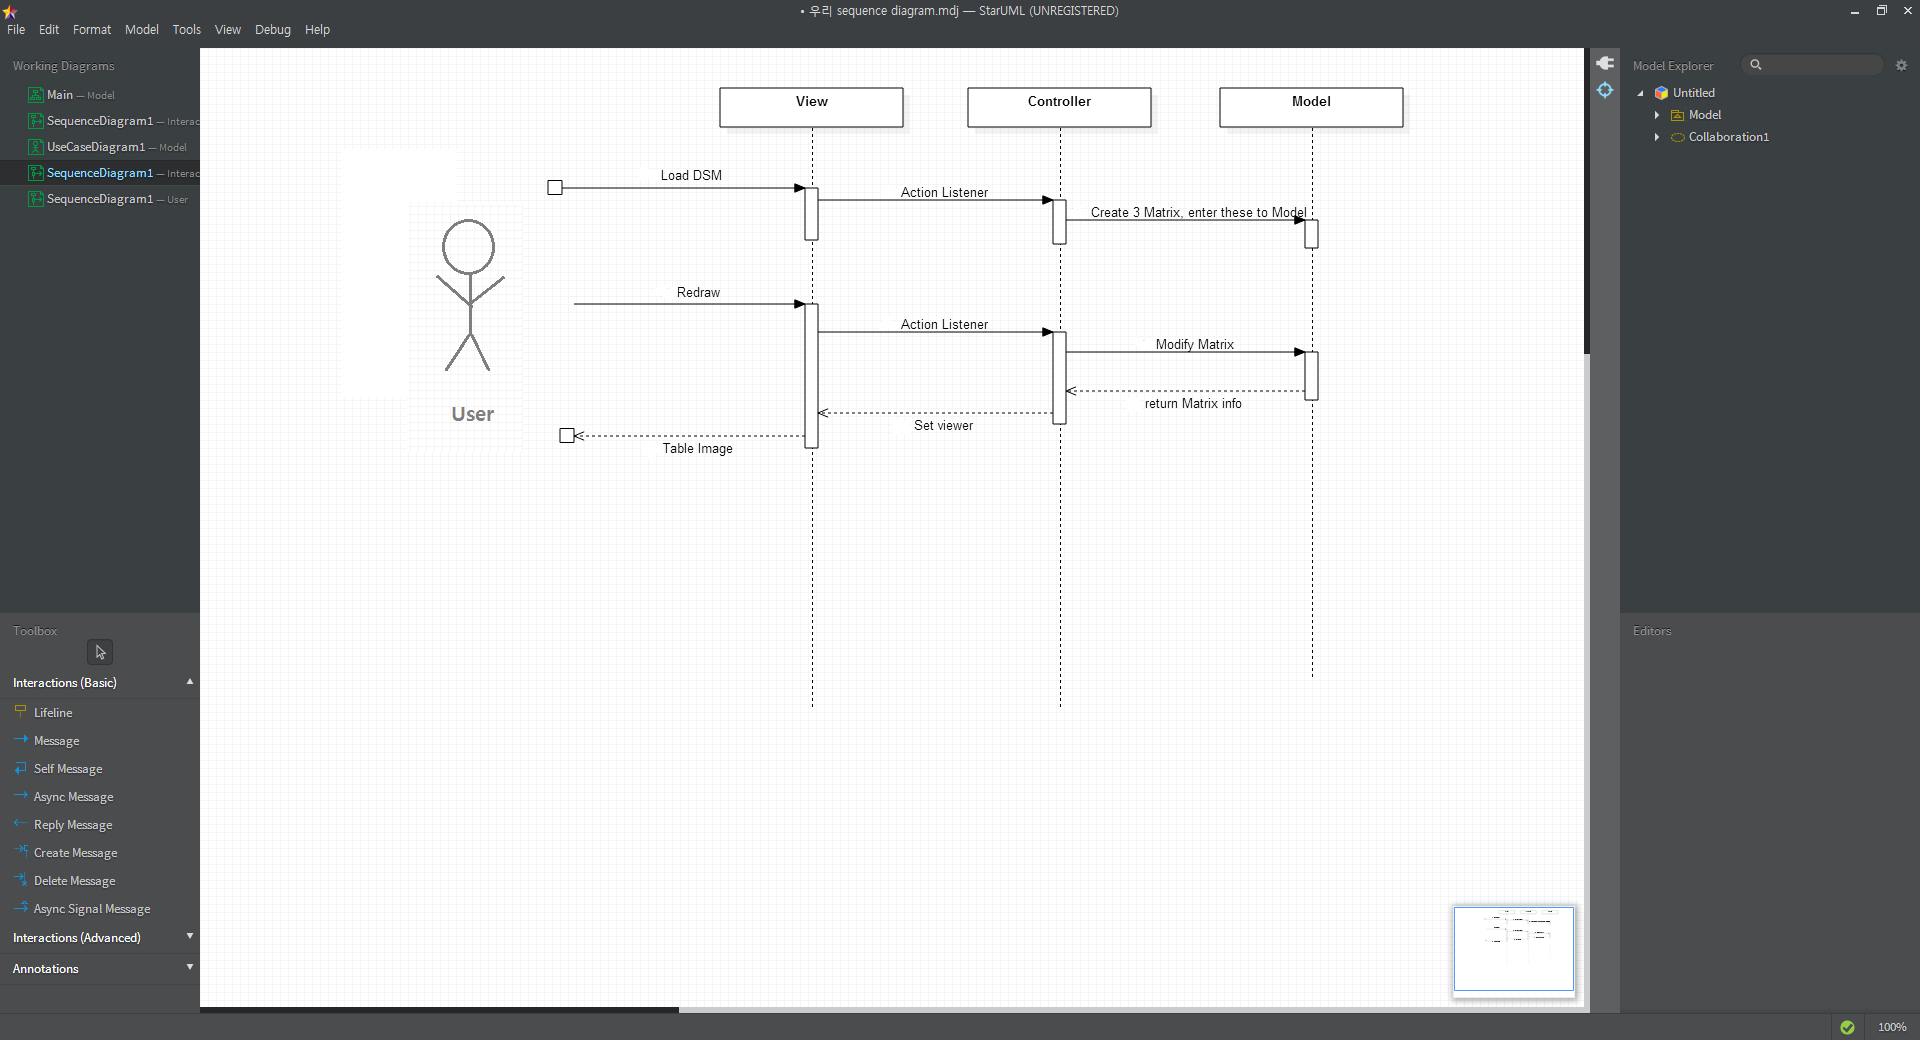 • 우리 sequence diagram.mdj — StarUML (UNREGISTERED)
File Edit Format Model Tools View Debug Help
Working Diagrams
Main — Model
SequenceDiagram1 — Interac
UseCaseDiagram1 — Model
SequenceDiagram1 — Interac
SequenceDiagram1 — User
Toolbox
Interactions (Basic)
Lifeline
Message
Self Message
Async Message
Reply Message
Create Message
Delete Message
Async Signal Message
Interactions (Advanced)
Annotations
View Controller Model
Load DSM
Action Listener
Create 3 Matrix, enter these to Model
Redraw
Action Listener
Modify Matrix
return Matrix info
User
Set viewer
Table Image
Model Explorer
Untitled
Model
Collaboration1
Editors
100%